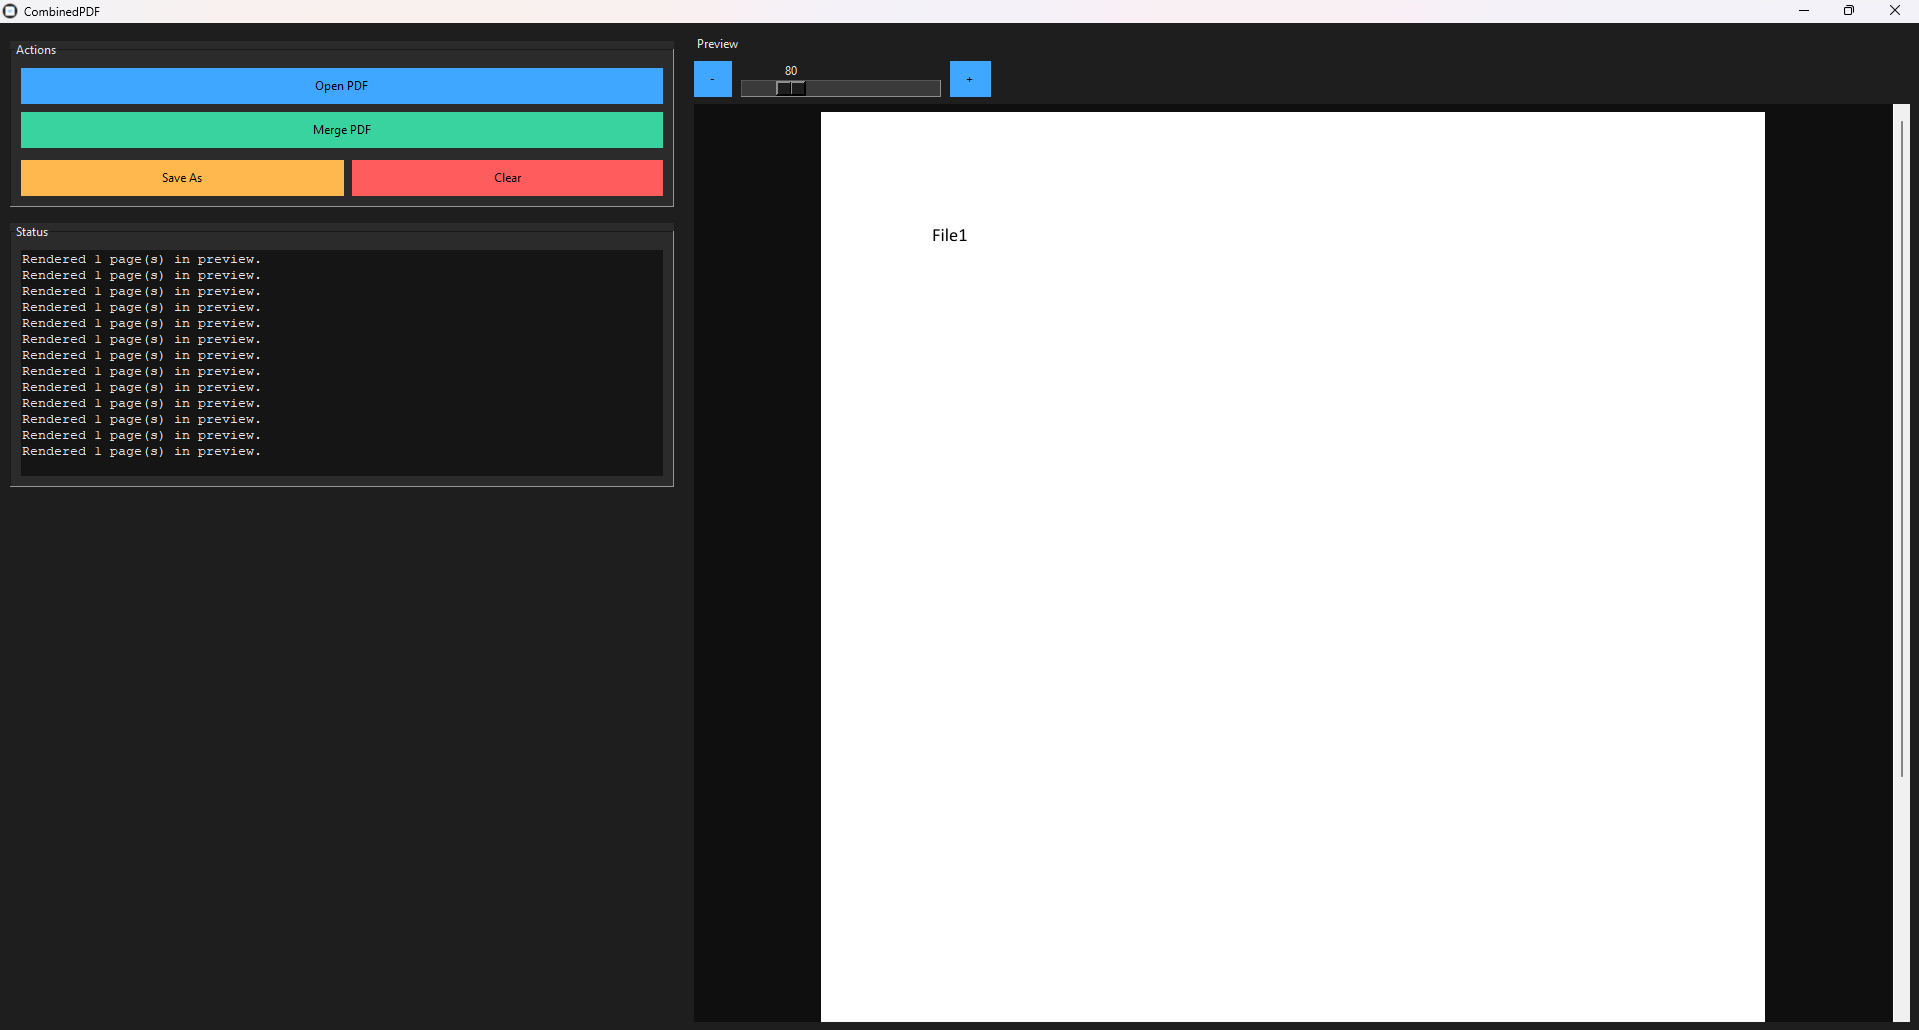 CombinedPDF
Actions
Open PDF
Merge PDF
Save As
Clear
Status
Rendered 1 page(s) in preview.
Rendered 1 page(s) in preview.
Rendered 1 page(s) in preview.
Rendered 1 page(s) in preview.
Rendered 1 page(s) in preview.
Rendered 1 page(s) in preview.
Rendered 1 page(s) in preview.
Rendered 1 page(s) in preview.
Rendered 1 page(s) in preview.
Rendered 1 page(s) in preview.
Rendered 1 page(s) in preview.
Rendered 1 page(s) in preview.
Rendered 1 page(s) in preview.
Preview
- 80 +
File1